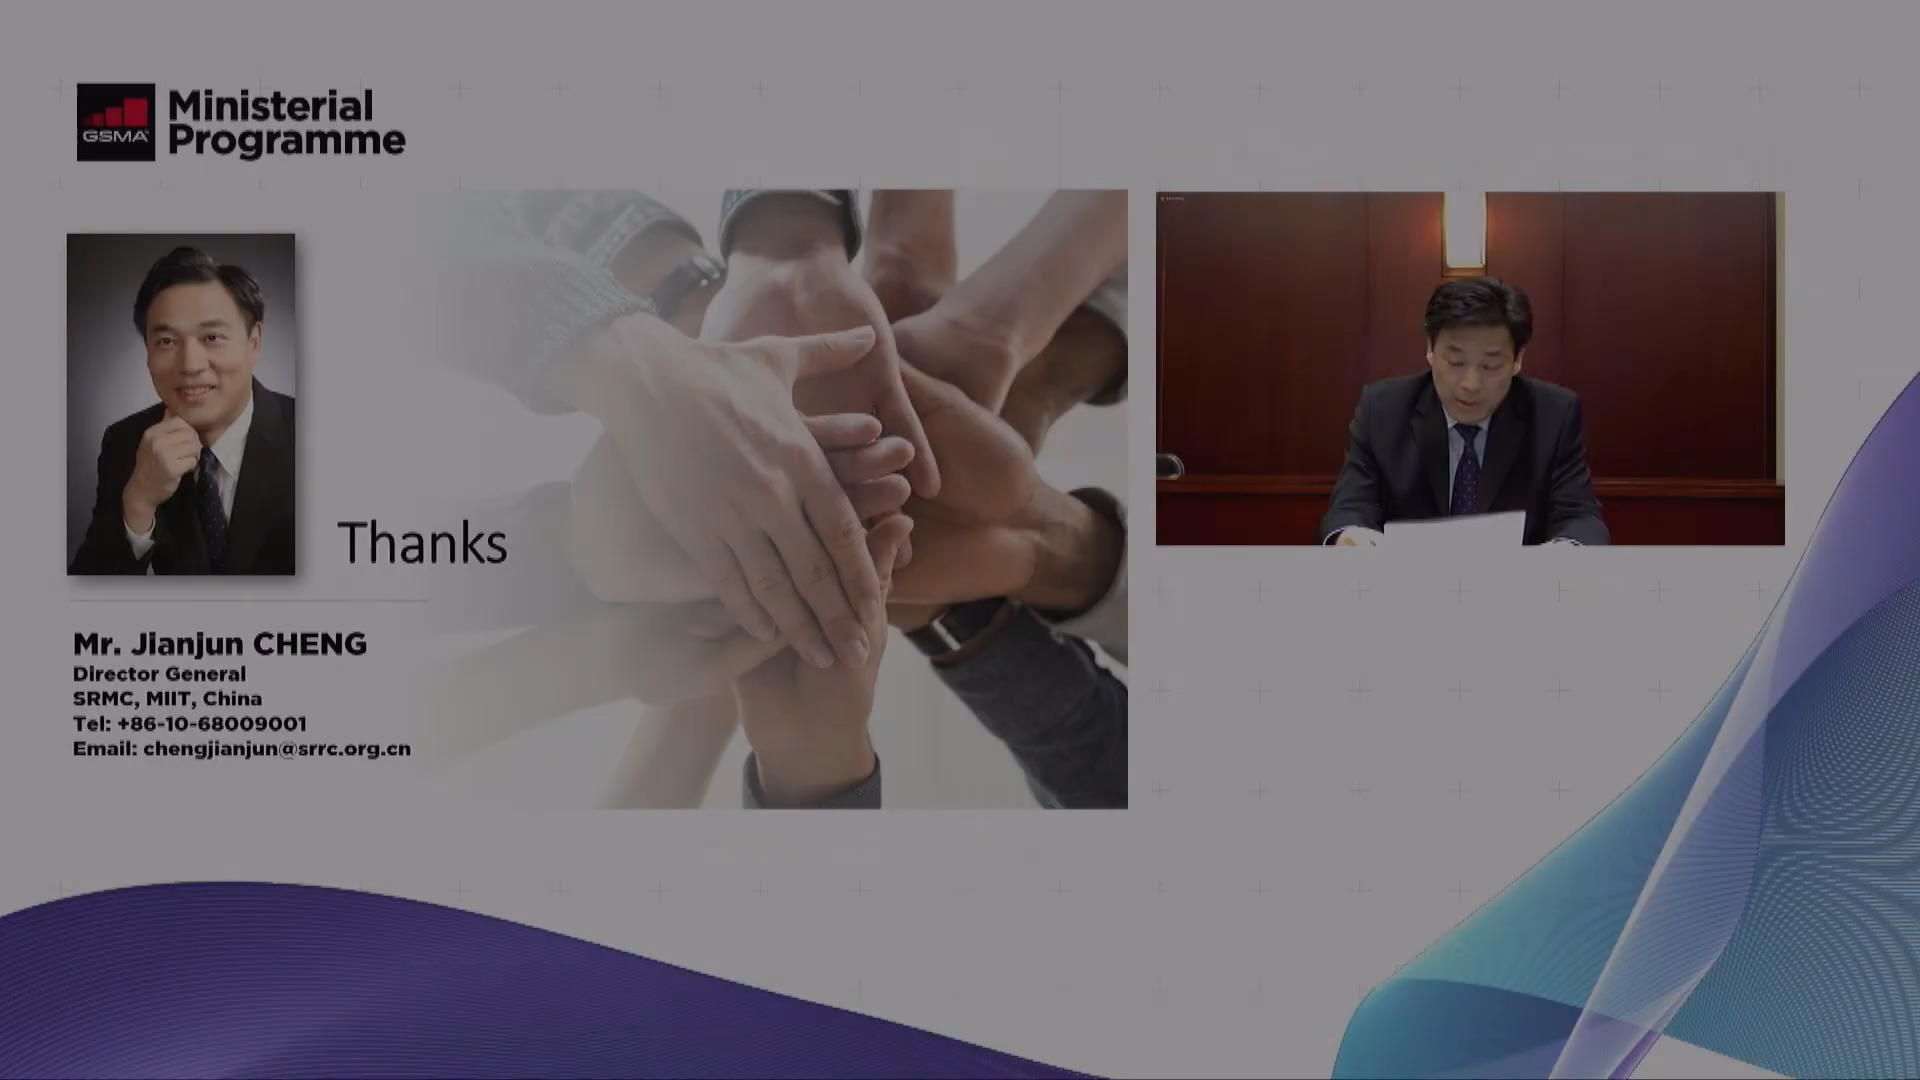 GSMA
Ministerial
Programme
Thanks
Mr. Jianjun CHENG
Director General
SRMC, MIIT, China
Tel: +86-10-68009001
Email: chengjianjun@srrc.org.cn